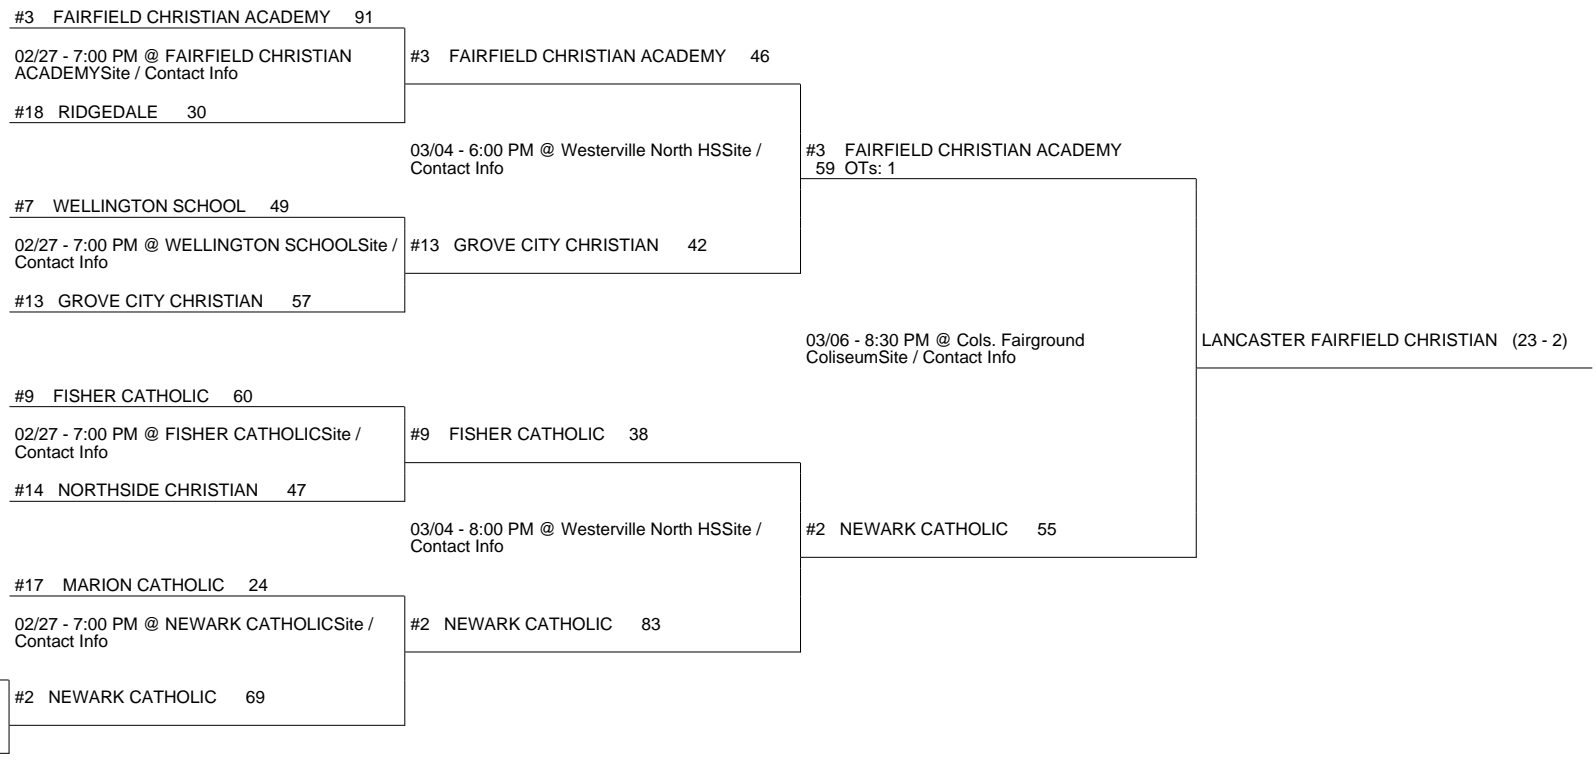 #3 FAIRFIELD CHRISTIAN ACADEMY 91
02/27 - 7:00 PM @ FAIRFIELD CHRISTIAN
ACADEMYSite / Contact Info
#18 RIDGEDALE 30
#3 FAIRFIELD CHRISTIAN ACADEMY 46
03/04 - 6:00 PM @ Westerville North HSSite /
Contact Info
#7 WELLINGTON SCHOOL 49
02/27 - 7:00 PM @ WELLINGTON SCHOOLSite /
Contact Info
#13 GROVE CITY CHRISTIAN 57
#13 GROVE CITY CHRISTIAN 42
#3 FAIRFIELD CHRISTIAN ACADEMY
59 OTs: 1
03/06 - 8:30 PM @ Cols. Fairground
ColiseumSite / Contact Info
LANCASTER FAIRFIELD CHRISTIAN (23 - 2)
#9 FISHER CATHOLIC 60
02/27 - 7:00 PM @ FISHER CATHOLICSite /
Contact Info
#14 NORTHSIDE CHRISTIAN 47
#9 FISHER CATHOLIC 38
03/04 - 8:00 PM @ Westerville North HSSite /
Contact Info
#2 NEWARK CATHOLIC 55
#17 MARION CATHOLIC 24
02/27 - 7:00 PM @ NEWARK CATHOLICSite /
Contact Info
#2 NEWARK CATHOLIC 69
#2 NEWARK CATHOLIC 83